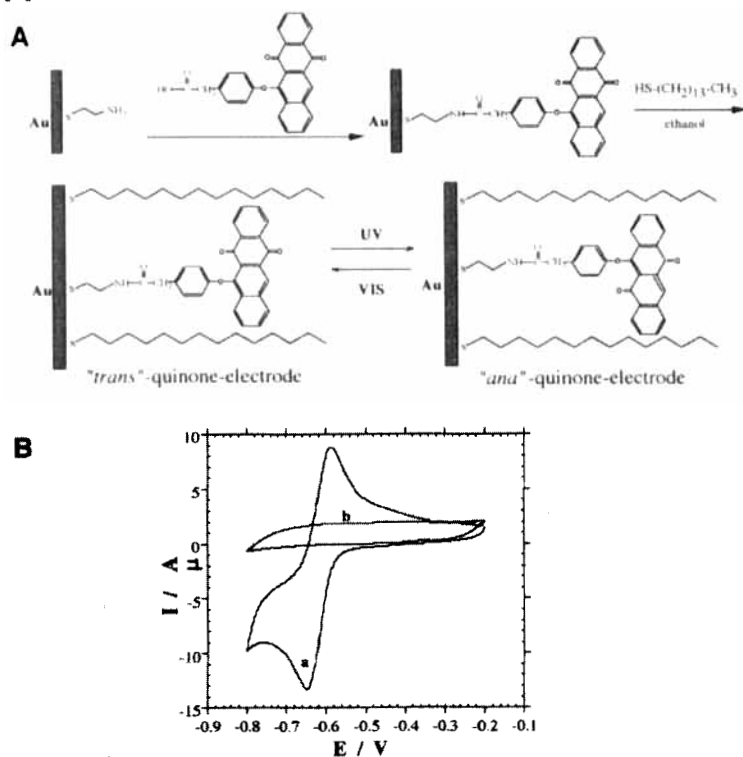 A
HS-(CH2)13-CH3
Au
Au
ethanol
UV
Au
Au
VIS
"trans"-quinone-electrode
"ana"-quinone-electrode
B
10
5
b
0
-5
a
-10
-15
I / μA
-0.9 -0.8 -0.7 -0.6 -0.5 -0.4 -0.3 -0.2 -0.1
E / V